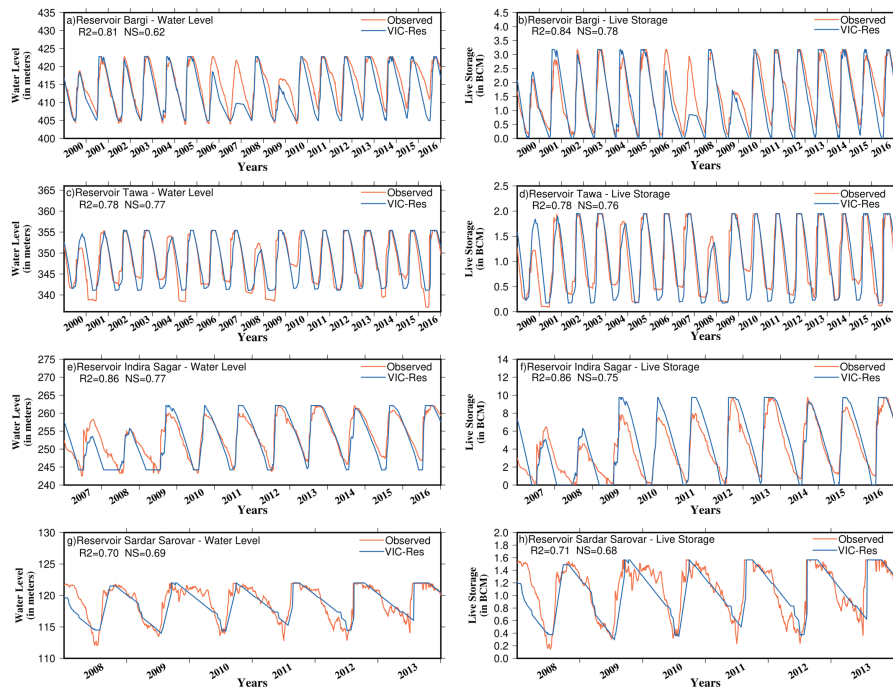 a)Reservoir Bargi - Water Level
R2=0.81 NS=0.62
Observed
VIC-Res
Water Level
(in meters)
435
430
425
420
415
410
405
400
2000 2001 2002 2003 2004 2005 2006 2007 2008 2009 2010 2011 2012 2013 2014 2015 2016
Years
b)Reservoir Bargi - Live Storage
R2=0.84 NS=0.78
Observed
VIC-Res
Live Storage
(in BCM)
5.0
4.5
4.0
3.5
3.0
2.5
2.0
1.5
1.0
0.5
0.0
2000 2001 2002 2003 2004 2005 2006 2007 2008 2009 2010 2011 2012 2013 2014 2015 2016
Years
c)Reservoir Tawa - Water Level
R2=0.78 NS=0.77
Observed
VIC-Res
Water Level
(in meters)
365
360
355
350
345
340
2000 2001 2002 2003 2004 2005 2006 2007 2008 2009 2010 2011 2012 2013 2014 2015 2016
Years
d)Reservoir Tawa - Live Storage
R2=0.78 NS=0.76
Observed
VIC-Res
Live Storage
(in BCM)
2.5
2.0
1.5
1.0
0.5
0.0
2000 2001 2002 2003 2004 2005 2006 2007 2008 2009 2010 2011 2012 2013 2014 2015 2016
Years
e)Reservoir Indira Sagar - Water Level
R2=0.86 NS=0.77
Observed
VIC-Res
Water Level
(in meters)
275
270
265
260
255
250
245
240
2007 2008 2009 2010 2011 2012 2013 2014 2015 2016
Years
f)Reservoir Indira Sagar - Live Storage
R2=0.86 NS=0.75
Observed
VIC-Res
Live Storage
(in BCM)
14
12
10
8
6
4
2
0
2007 2008 2009 2010 2011 2012 2013 2014 2015 2016
Years
g)Reservoir Sardar Sarovar - Water Level
R2=0.70 NS=0.69
Observed
VIC-Res
Water Level
(in meters)
130
125
120
115
110
2008 2009 2010 2011 2012 2013
Years
h)Reservoir Sardar Sarovar - Live Storage
R2=0.71 NS=0.68
Observed
VIC-Res
Live Storage
(in BCM)
2.0
1.8
1.6
1.4
1.2
1.0
0.8
0.6
0.4
0.2
0.0
2008 2009 2010 2011 2012 2013
Years